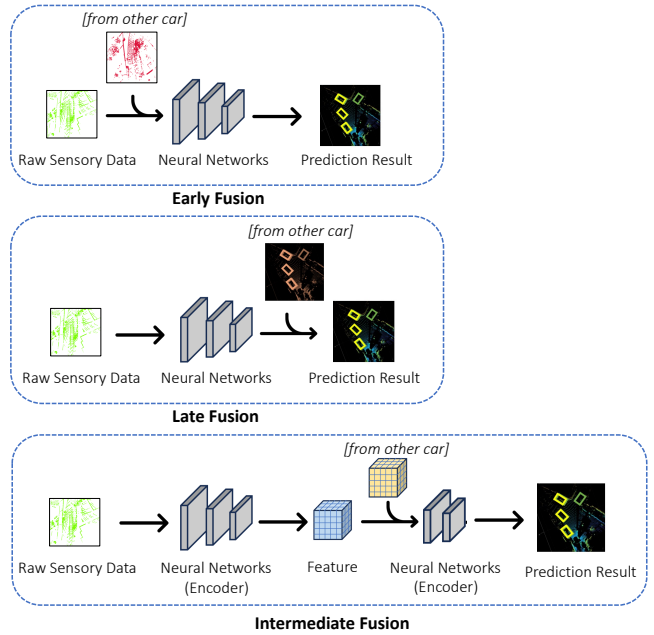 [from other car]
Raw Sensory Data
Neural Networks
Prediction Result
Early Fusion
[from other car]
Raw Sensory Data
Neural Networks
Prediction Result
Late Fusion
[from other car]
Raw Sensory Data
Neural Networks
(Encoder)
Feature
Neural Networks
(Encoder)
Prediction Result
Intermediate Fusion